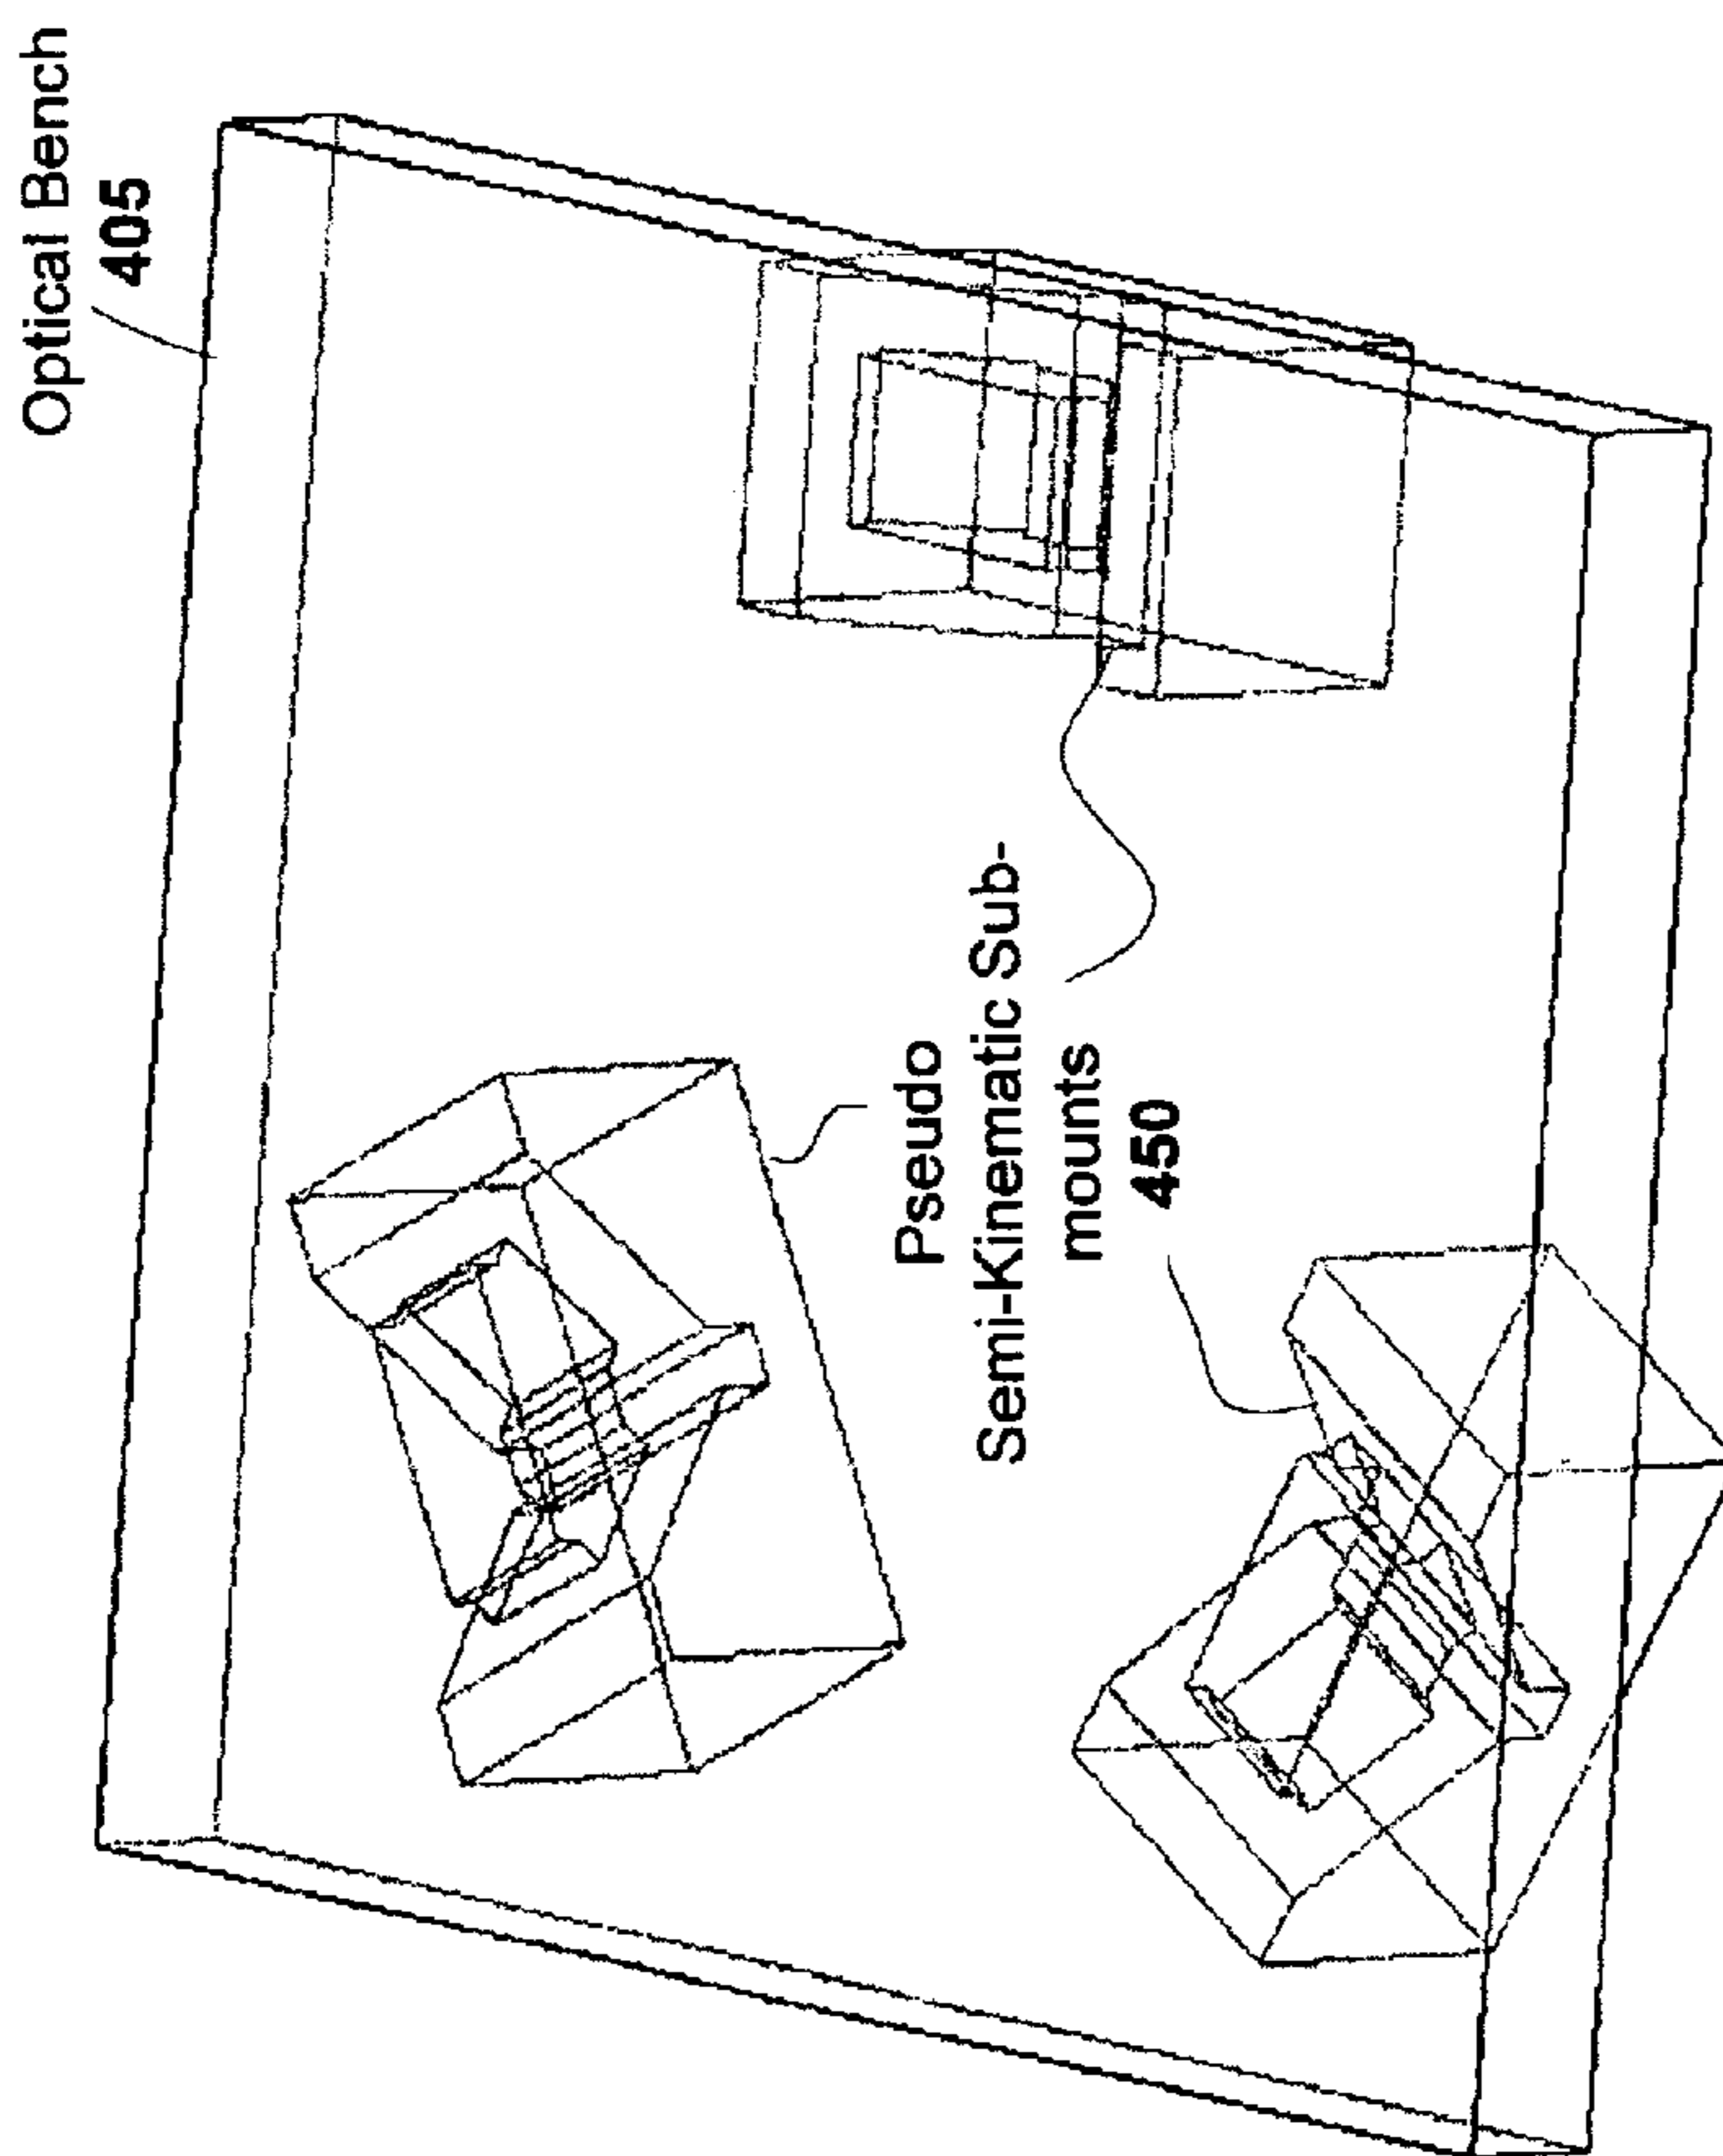 Optical Bench
405
Pseudo
Semi-Kinematic Sub-
mounts
450